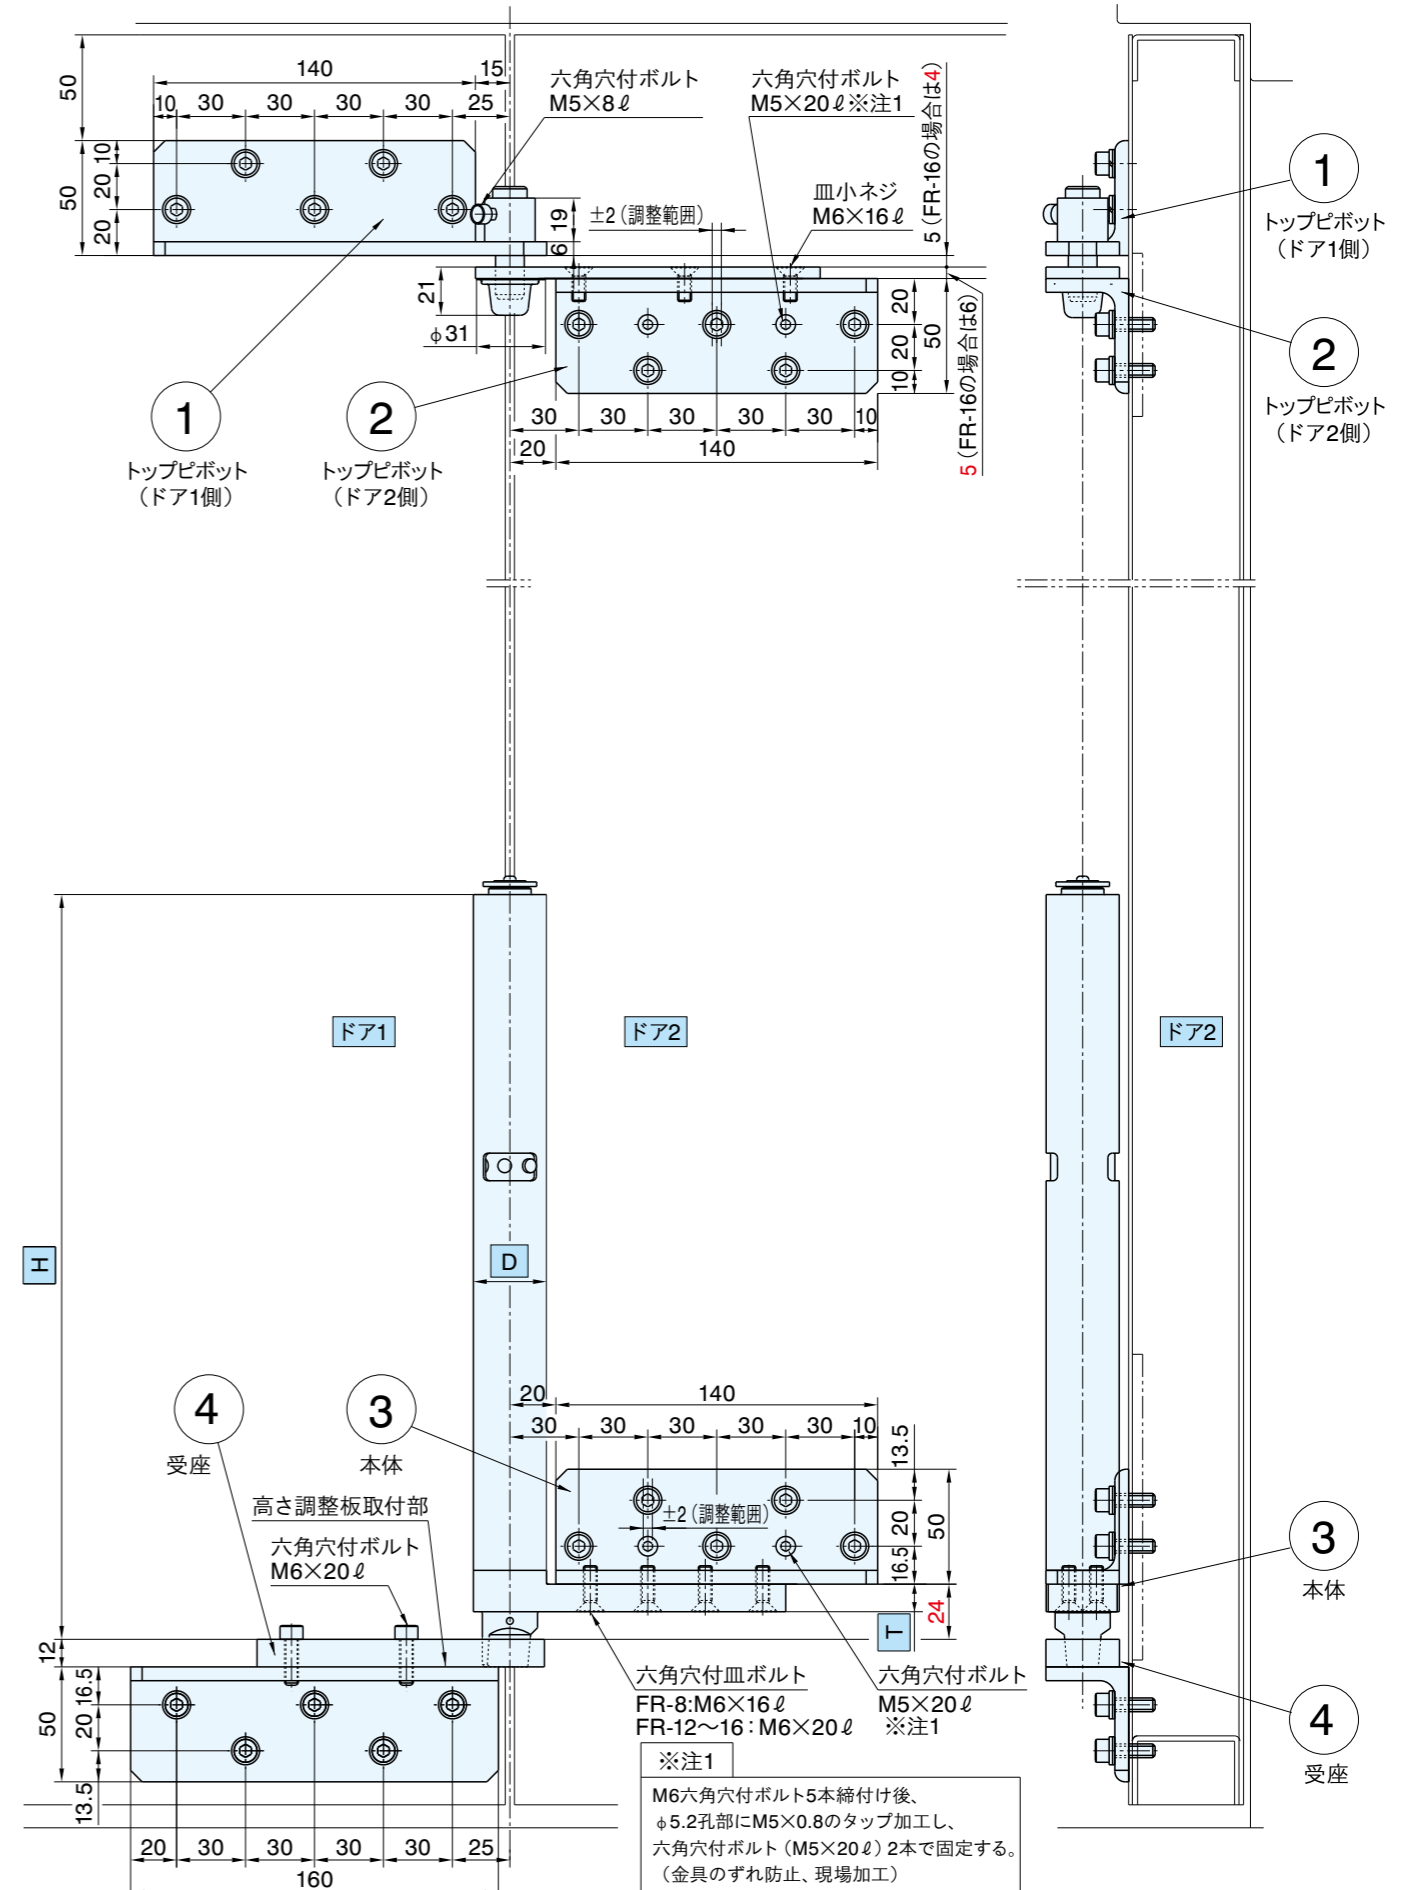 50
140
15
10
30
30
30
30
25
六角穴付ボルト
M5×8ℓ
六角穴付ボルト
M5×20ℓ※注1
5（FR-16の場合は4）
50
10
20
20
19
6
±2（調整範囲）
皿小ネジ
M6×16ℓ
21
φ31
20
20
10
50
5（FR-16の場合は6）
30
30
30
30
30
10
20
140
1
トップピボット
（ドア1側）
2
トップピボット
（ドア2側）
1
トップピボット
（ドア1側）
2
トップピボット
（ドア2側）
ドア1
ドア2
ドア2
H
D
20
140
30
30
30
30
30
10
13.5
20
16.5
50
24
T
±2（調整範囲）
4
受座
3
本体
高さ調整板取付部
六角穴付ボルト
M6×20ℓ
12
16.5
20
13.5
50
20
30
30
30
30
25
160
六角穴付皿ボルト
FR-8:M6×16ℓ
FR-12〜16：M6×20ℓ
六角穴付ボルト
M5×20ℓ
※注1
3
本体
4
受座
※注1
M6六角穴付ボルト5本締付け後、
φ5.2孔部にM5×0.8のタップ加工し、
六角穴付ボルト（M5×20ℓ）2本で固定する。
（金具のずれ防止、現場加工）